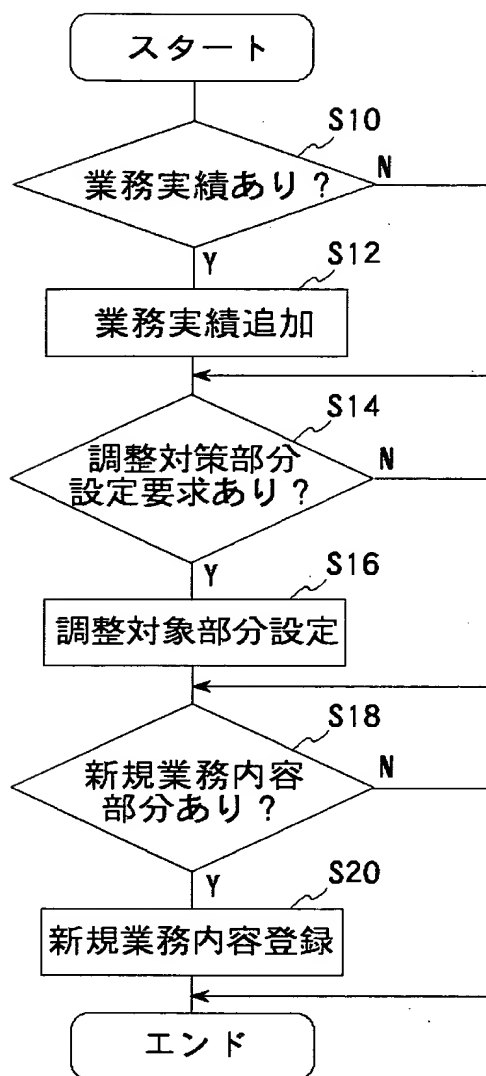 スタート
S10
業務実績あり？
N
Y
S12
業務実績追加
S14
調整対策部分
設定要求あり？
N
Y
S16
調整対象部分設定
S18
新規業務内容
部分あり？
N
Y
S20
新規業務内容登録
エンド